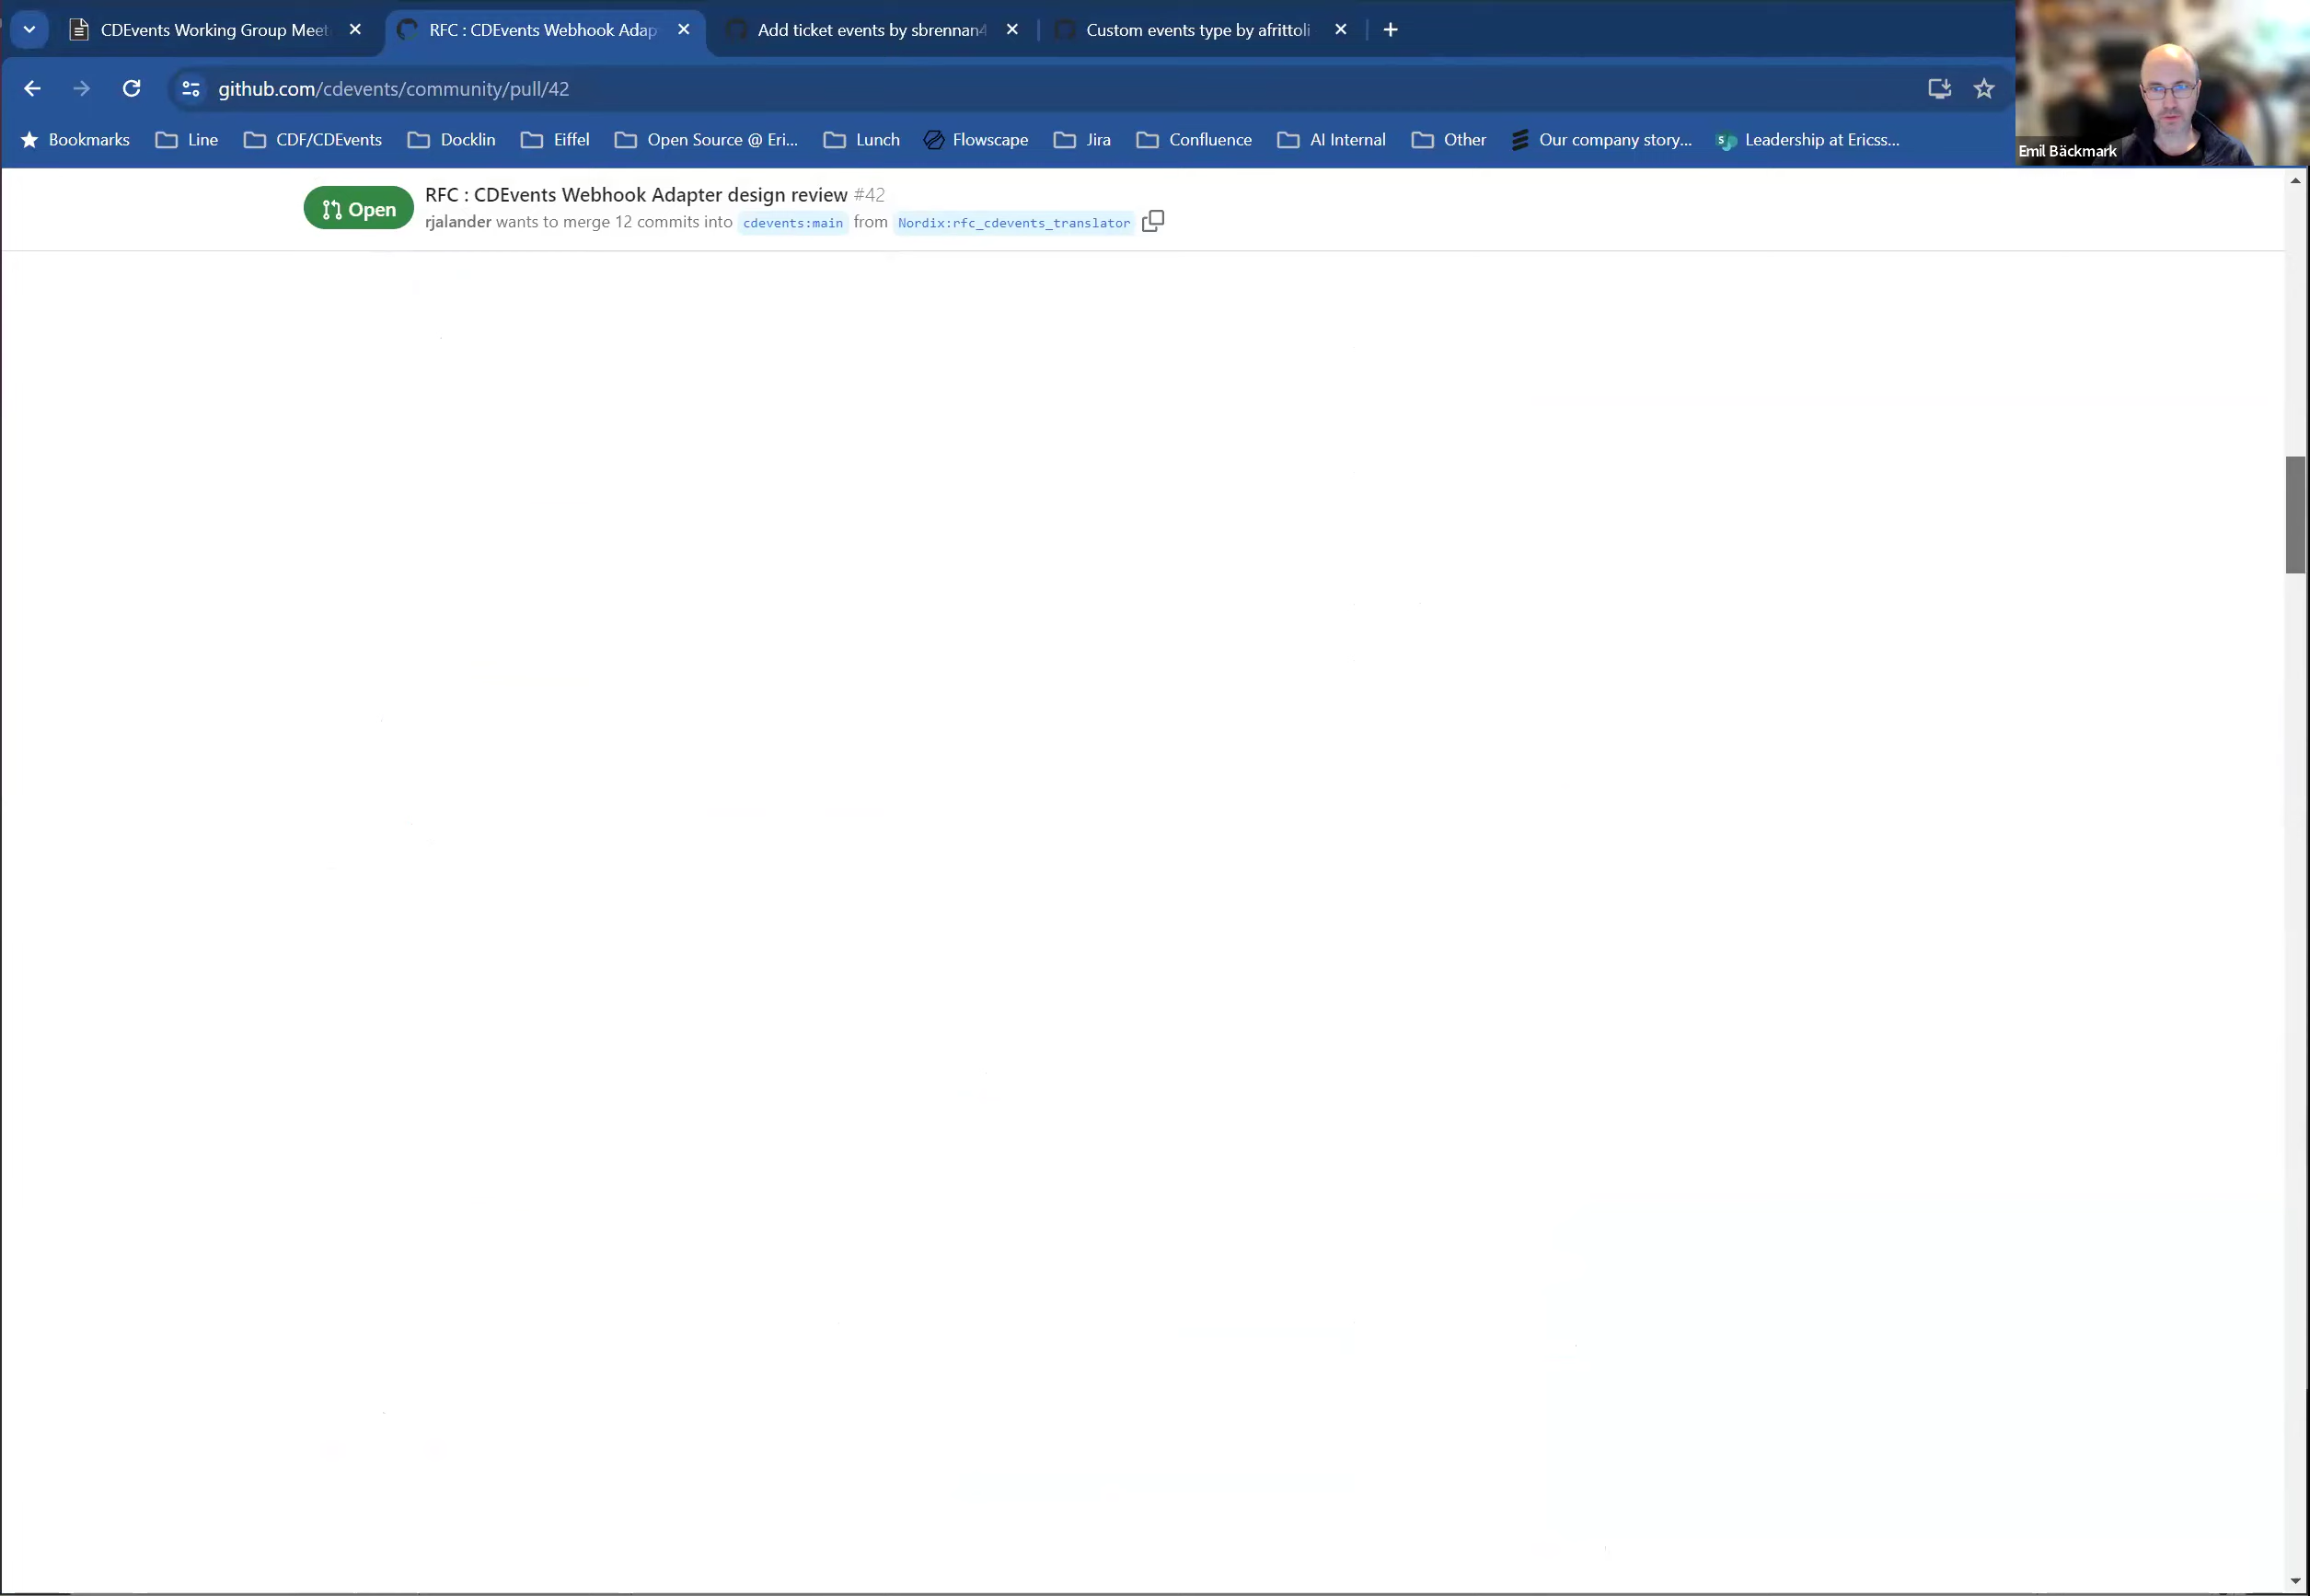 CDEvents Working Group Meet
RFC : CDEvents Webhook Adap
Add ticket events by sbrennan4
Custom events type by afrittoli
github.com/cdevents/community/pull/42
Bookmarks
Line
CDF/CDEvents
Docklin
Eiffel
Open Source @ Eri...
Lunch
Flowscape
Jira
Confluence
AI Internal
Other
Our company story...
Leadership at Ericss...
Emil Bäckmark
Open
RFC : CDEvents Webhook Adapter design review #42
rjalander wants to merge 12 commits into cdevents:main from Nordix:rfc_cdevents_translator